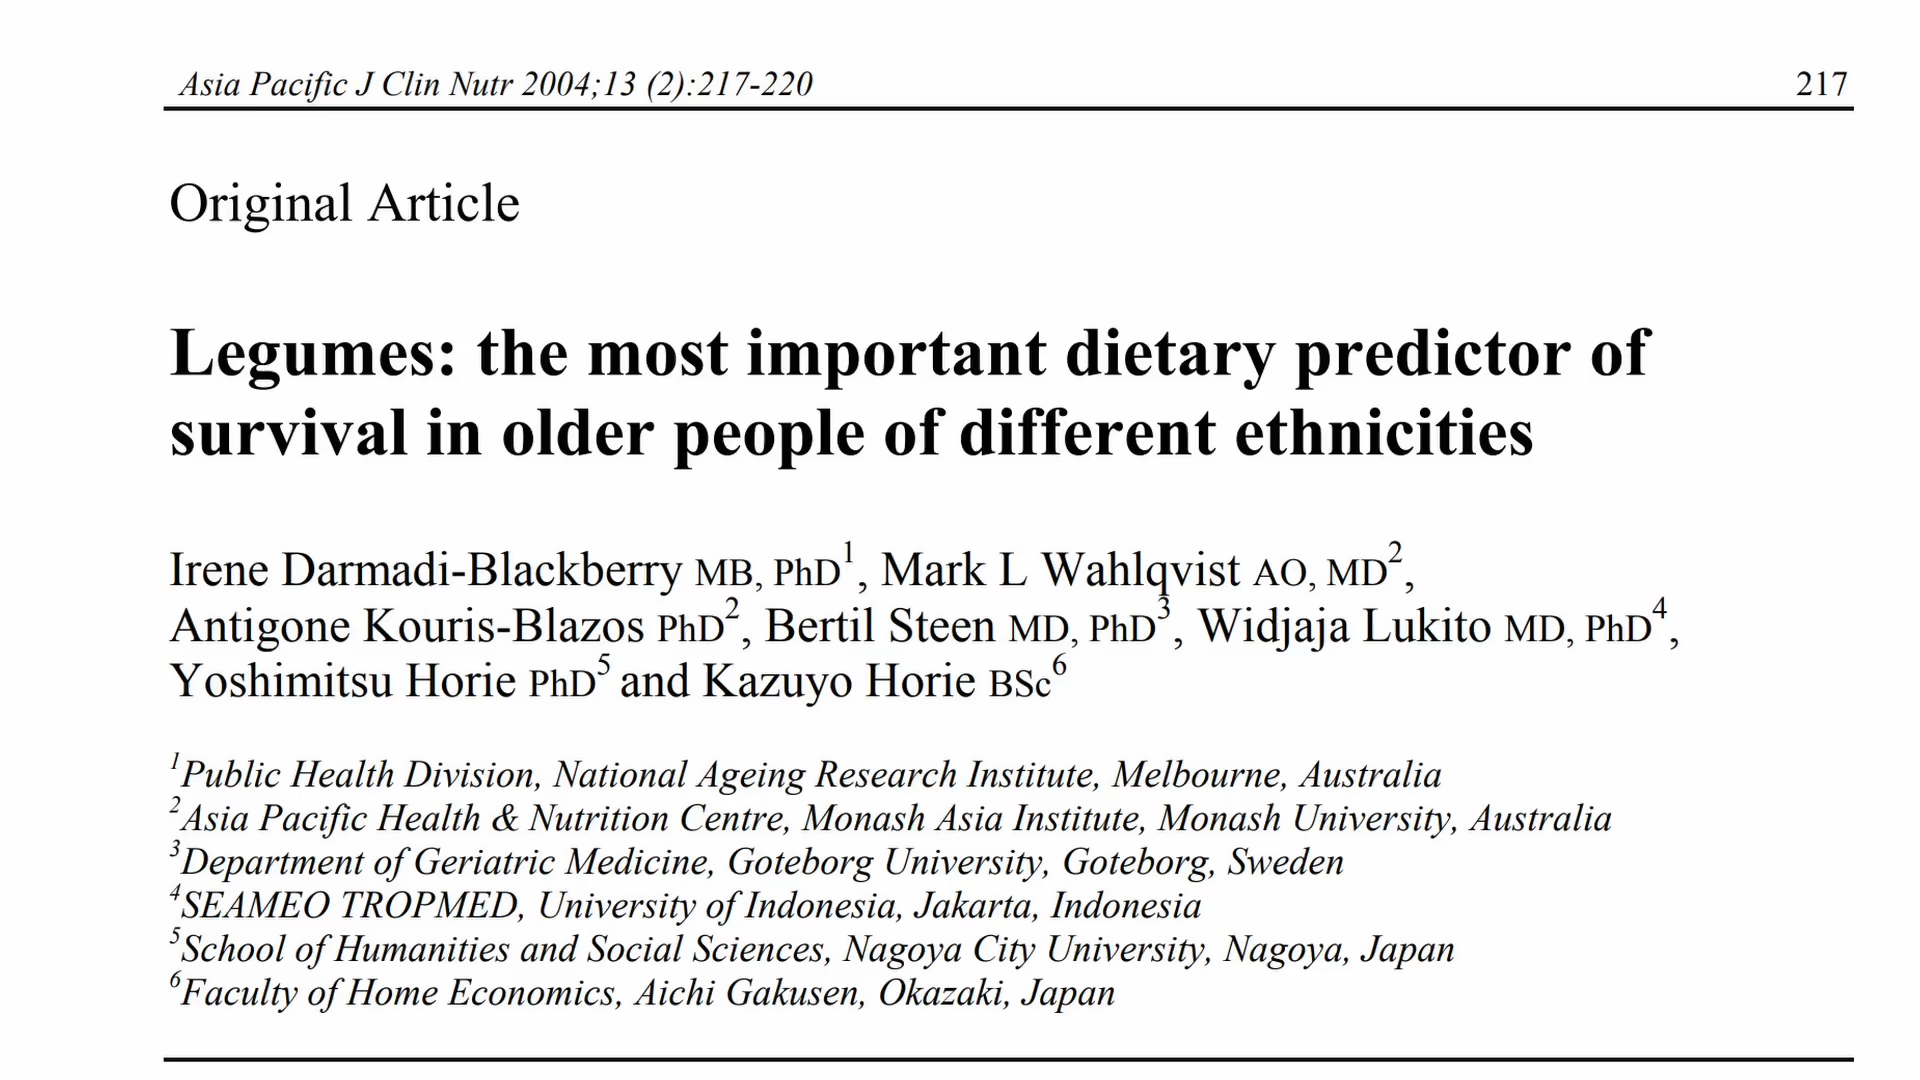 Asia Pacific J Clin Nutr 2004;13 (2):217-220 217
Original Article
Legumes: the most important dietary predictor of
survival in older people of different ethnicities
Irene Darmadi-Blackberry MB, PhD1, Mark L Wahlqvist AO, MD2,
Antigone Kouris-Blazos PhD2, Bertil Steen MD, PhD3, Widjaja Lukito MD, PhD4,
Yoshimitsu Horie PhD5 and Kazuyo Horie BSc6
1Public Health Division, National Ageing Research Institute, Melbourne, Australia
2Asia Pacific Health & Nutrition Centre, Monash Asia Institute, Monash University, Australia
3Department of Geriatric Medicine, Goteborg University, Goteborg, Sweden
4SEAMEO TROPMED, University of Indonesia, Jakarta, Indonesia
5School of Humanities and Social Sciences, Nagoya City University, Nagoya, Japan
6Faculty of Home Economics, Aichi Gakusen, Okazaki, Japan